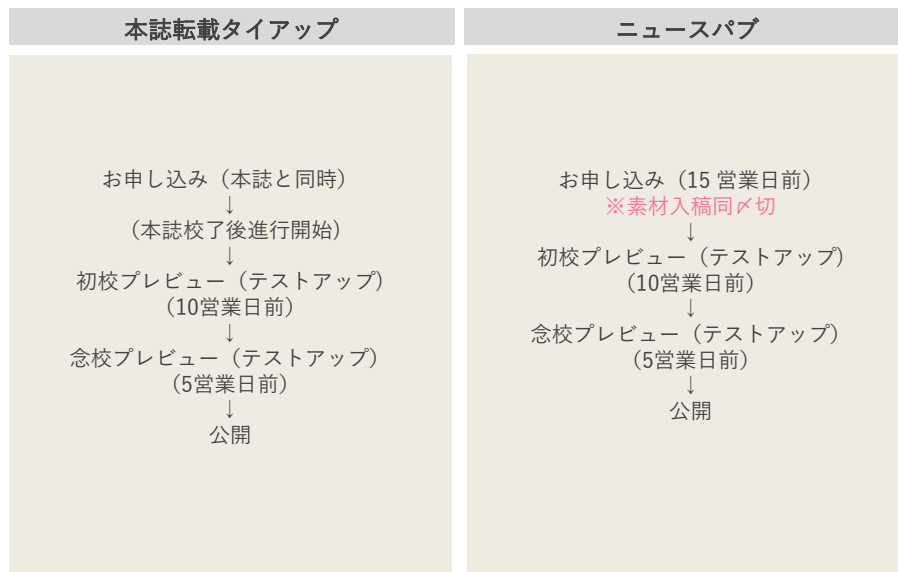 本誌転載タイアップ
お申し込み（本誌と同時）
↓
（本誌校了後進行開始）
↓
初校プレビュー（テストアップ）
（10営業日前）
↓
念校プレビュー（テストアップ）
（5営業日前）
↓
公開
ニュースパブ
お申し込み（15 営業日前）
※素材入稿同〆切
↓
初校プレビュー（テストアップ）
（10営業日前）
↓
念校プレビュー（テストアップ）
（5営業日前）
↓
公開